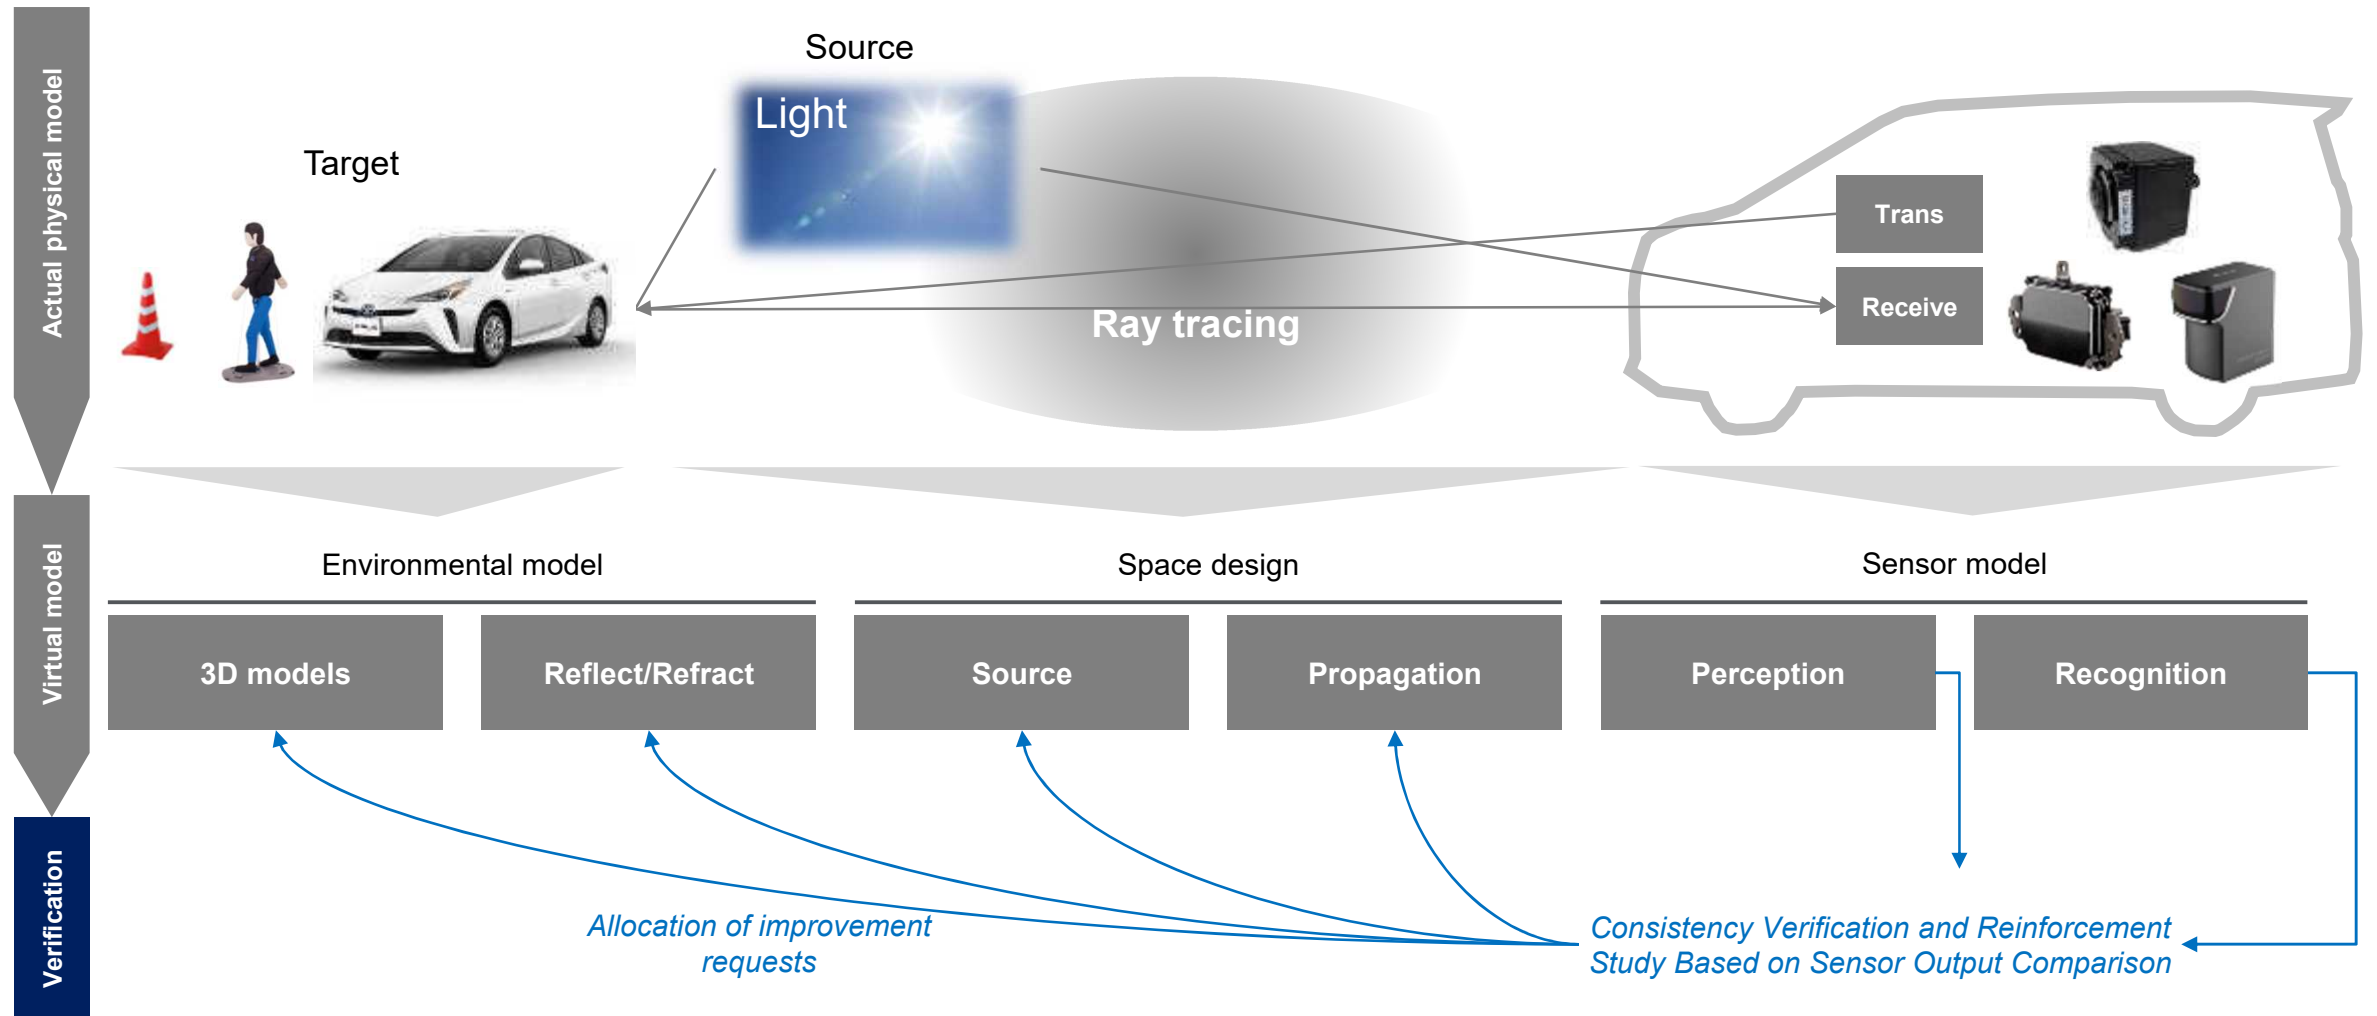 Actual physical model
Source
Light
Target
Trans
Receive
Ray tracing
Virtual model
Environmental model
Space design
Sensor model
3D models
Reflect/Refract
Source
Propagation
Perception
Recognition
Verification
Allocation of improvement
requests
Consistency Verification and Reinforcement
Study Based on Sensor Output Comparison